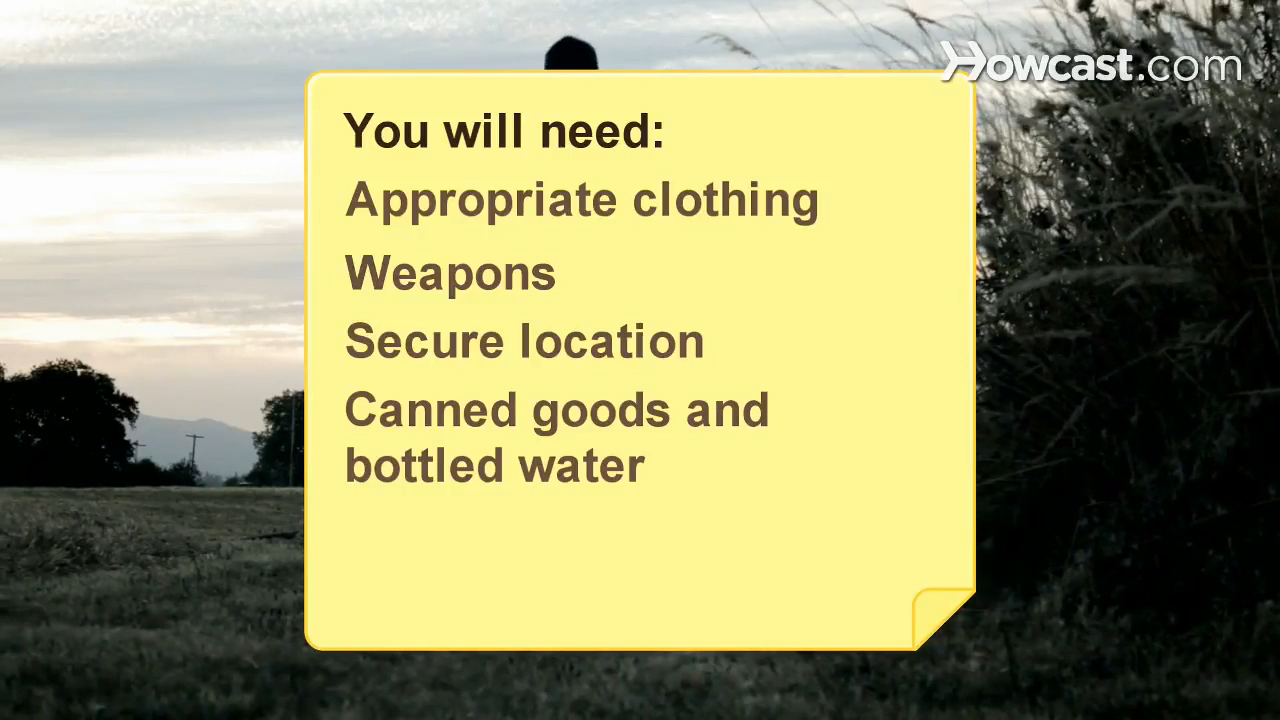 Howcast.com
You will need:
Appropriate clothing
Weapons
Secure location
Canned goods and
bottled water